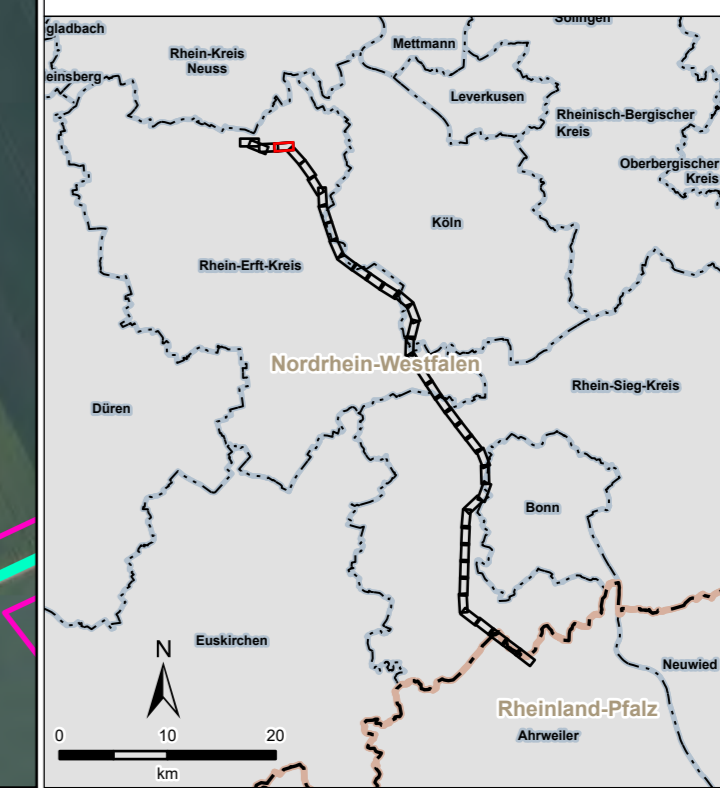 gladbach
Solingen
Mettmann
Rhein-Kreis
Neuss
einsberg
Leverkusen
Rheinisch-Bergischer
Kreis
Oberbergischer
Kreis
Köln
Rhein-Erft-Kreis
Nordrhein-Westfalen
Rhein-Sieg-Kreis
Düren
Bonn
Euskirchen
N
Neuwied
Rheinland-Pfalz
Ahrweiler
0 10 20
km